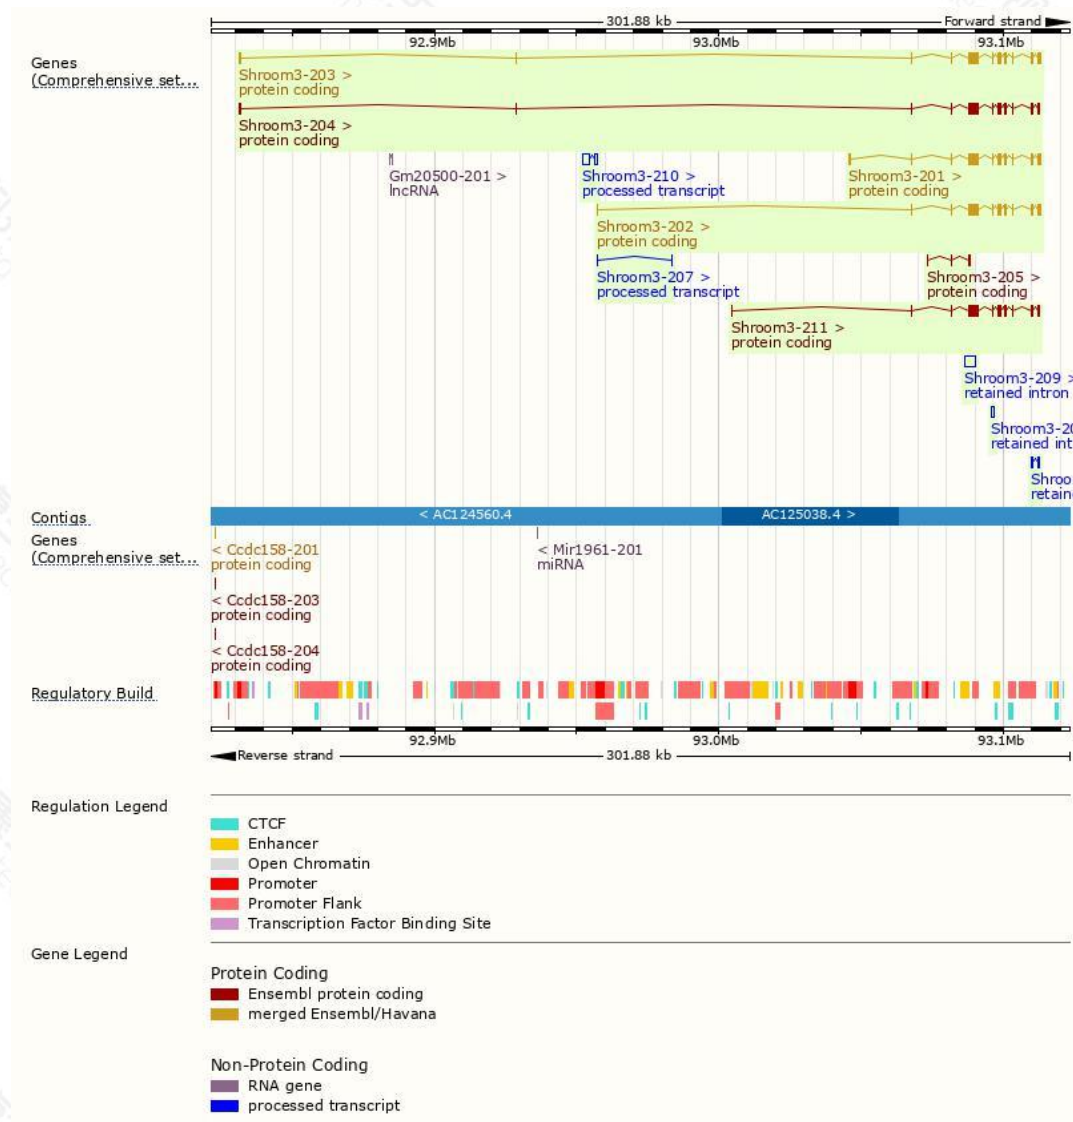 301.88 kb
Forward strand
92.9Mb
93.0Mb
93.1Mb
Genes
(Comprehensive set...
Shroom3-203 >
protein coding
Shroom3-204 >
protein coding
Gm20500-201 >
lncRNA
Shroom3-210 >
processed transcript
Shroom3-201 >
protein coding
Shroom3-202 >
protein coding
Shroom3-207 >
processed transcript
Shroom3-205 >
protein coding
Shroom3-211 >
protein coding
Shroom3-209 >
retained intron
Shroom3-20
retained int
Shroo
retain
Contigs
< AC124560.4
AC125038.4 >
Genes
(Comprehensive set...
< Ccdc158-201
protein coding
< Mir1961-201
miRNA
< Ccdc158-203
protein coding
< Ccdc158-204
protein coding
Regulatory Build
92.9Mb
93.0Mb
93.1Mb
Reverse strand
301.88 kb
Regulation Legend
CTCF
Enhancer
Open Chromatin
Promoter
Promoter Flank
Transcription Factor Binding Site
Gene Legend
Protein Coding
Ensembl protein coding
merged Ensembl/Havana
Non-Protein Coding
RNA gene
processed transcript